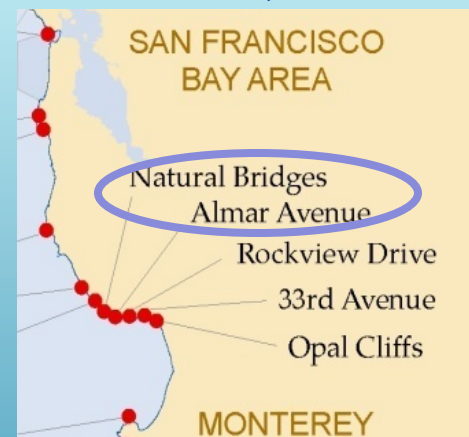 SAN FRANCISCO
BAY AREA
Natural Bridges
Almar Avenue
Rockview Drive
33rd Avenue
Opal Cliffs
MONTEREY